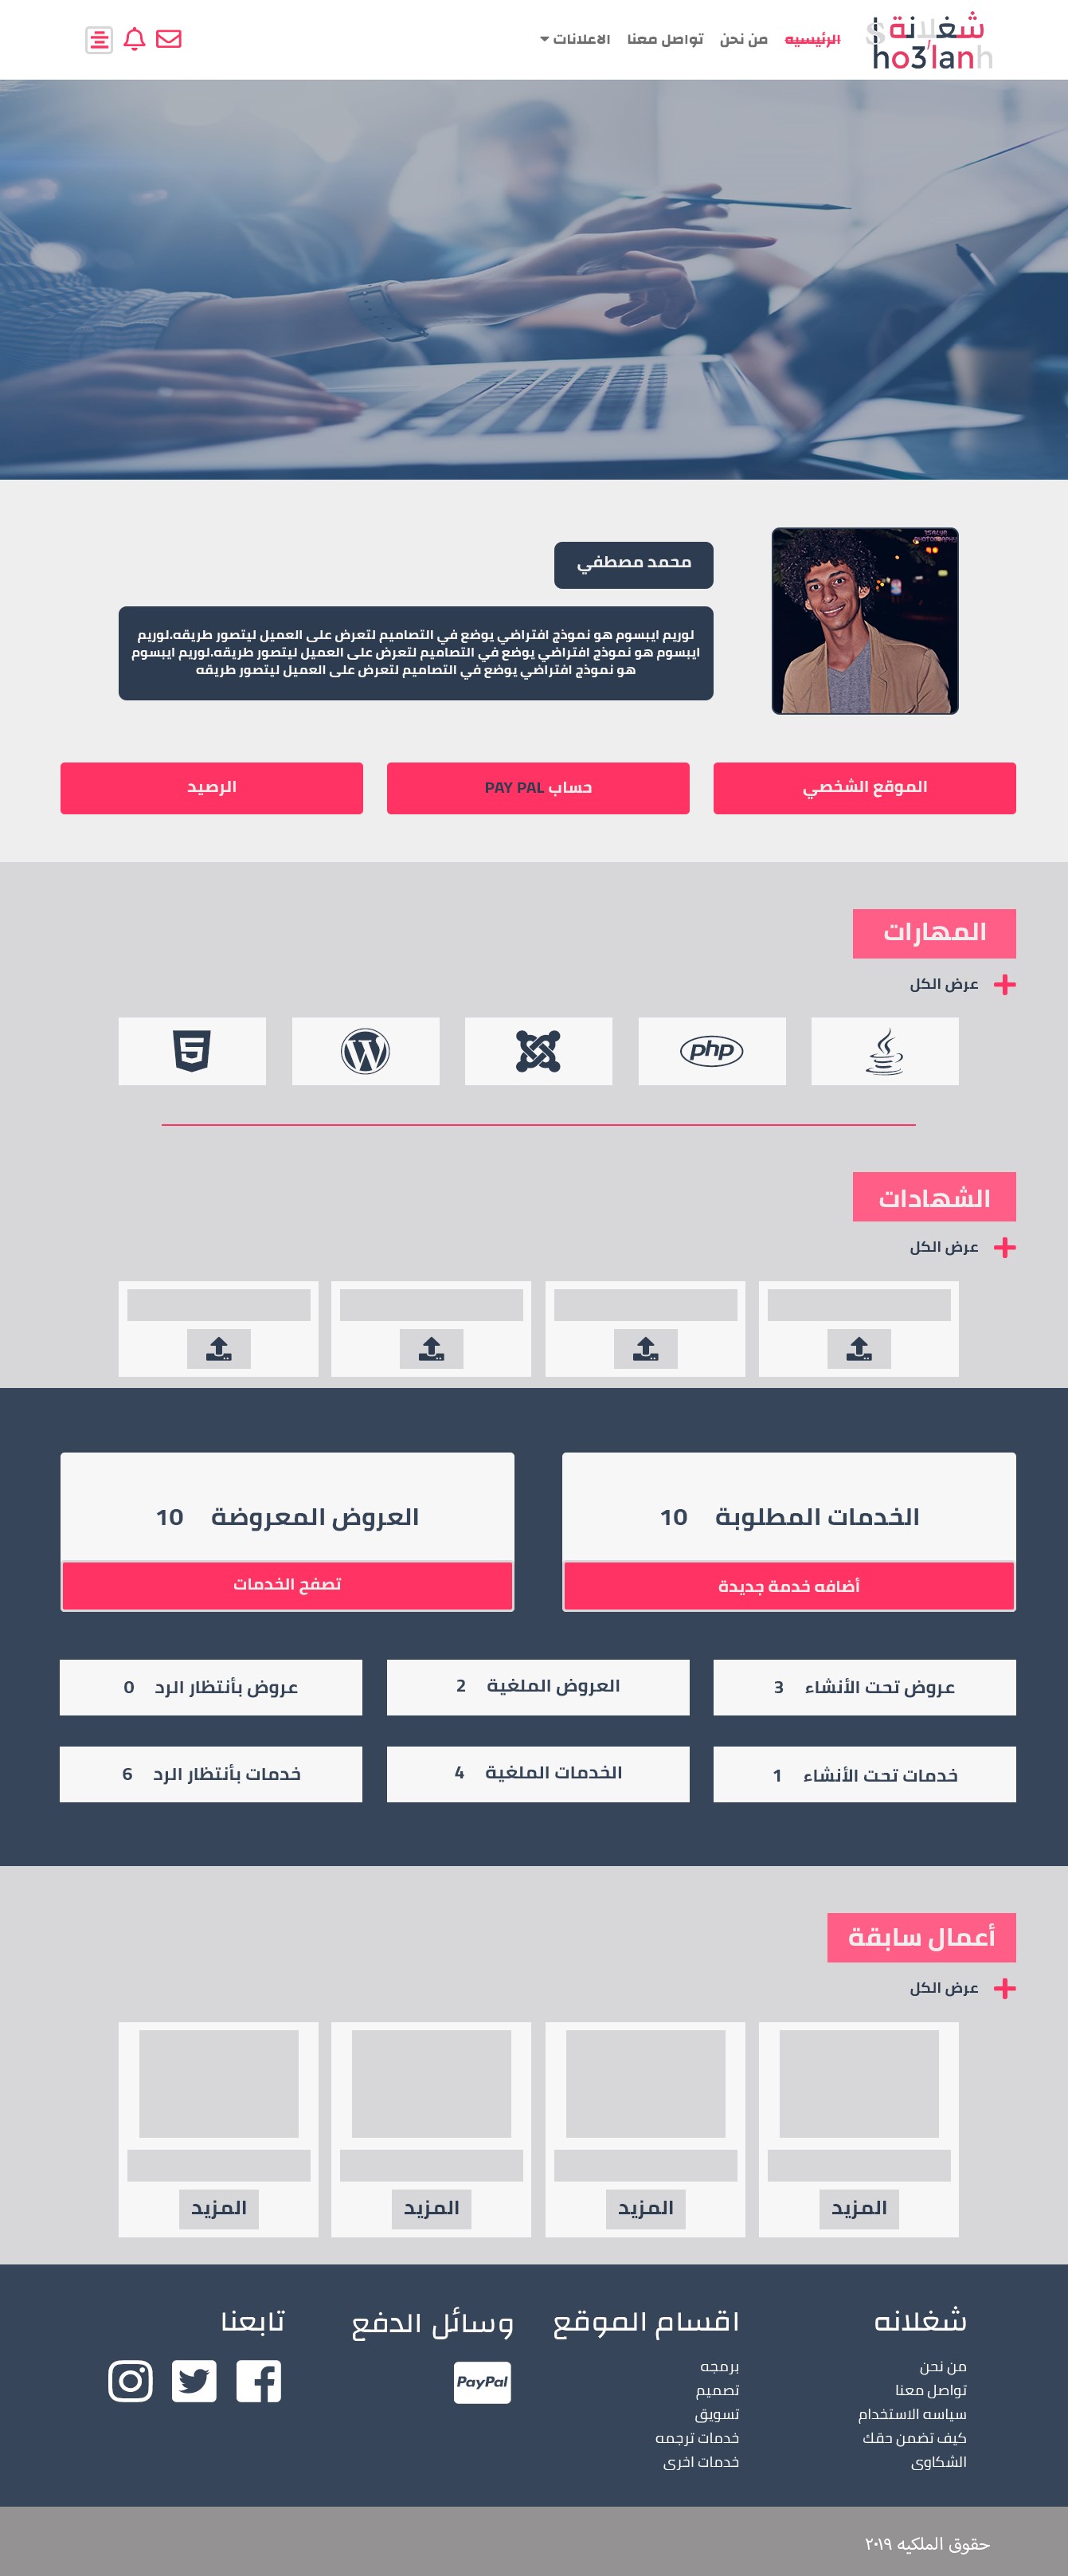 شغلانة
sho3lanh
الرئيسيه
من نحن
تواصل معنا
الاعلانات
محمد مصطفي
لوريم ايبسوم هو نموذج افتراضي يوضع في التصاميم لتعرض على العميل ليتصور طريقه.لوريم
ايبسوم هو نموذج افتراضي يوضع في التصاميم لتعرض على العميل ليتصور طريقه.لوريم ايبسوم
هو نموذج افتراضي يوضع في التصاميم لتعرض على العميل ليتصور طريقه
الموقع الشخصي
حساب PAY PAL
الرصيد
المهارات
عرض الكل
php
الشهادات
عرض الكل
الخدمات المطلوبة 10
أضافه خدمة جديدة
العروض المعروضة 10
تصفح الخدمات
عروض تحت الأنشاء 3
العروض الملغية 2
عروض بأنتظار الرد 0
خدمات تحت الأنشاء 1
الخدمات الملغية 4
خدمات بأنتظار الرد 6
أعمال سابقة
عرض الكل
المزيد
المزيد
المزيد
المزيد
شغلانه
من نحن
تواصل معنا
سياسه الاستخدام
كيف تضمن حقك
الشكاوى
اقسام الموقع
برمجه
تصميم
تسويق
خدمات ترجمه
خدمات اخرى
وسائل الدفع
PayPal
تابعنا
حقوق الملكيه ٢٠١٩